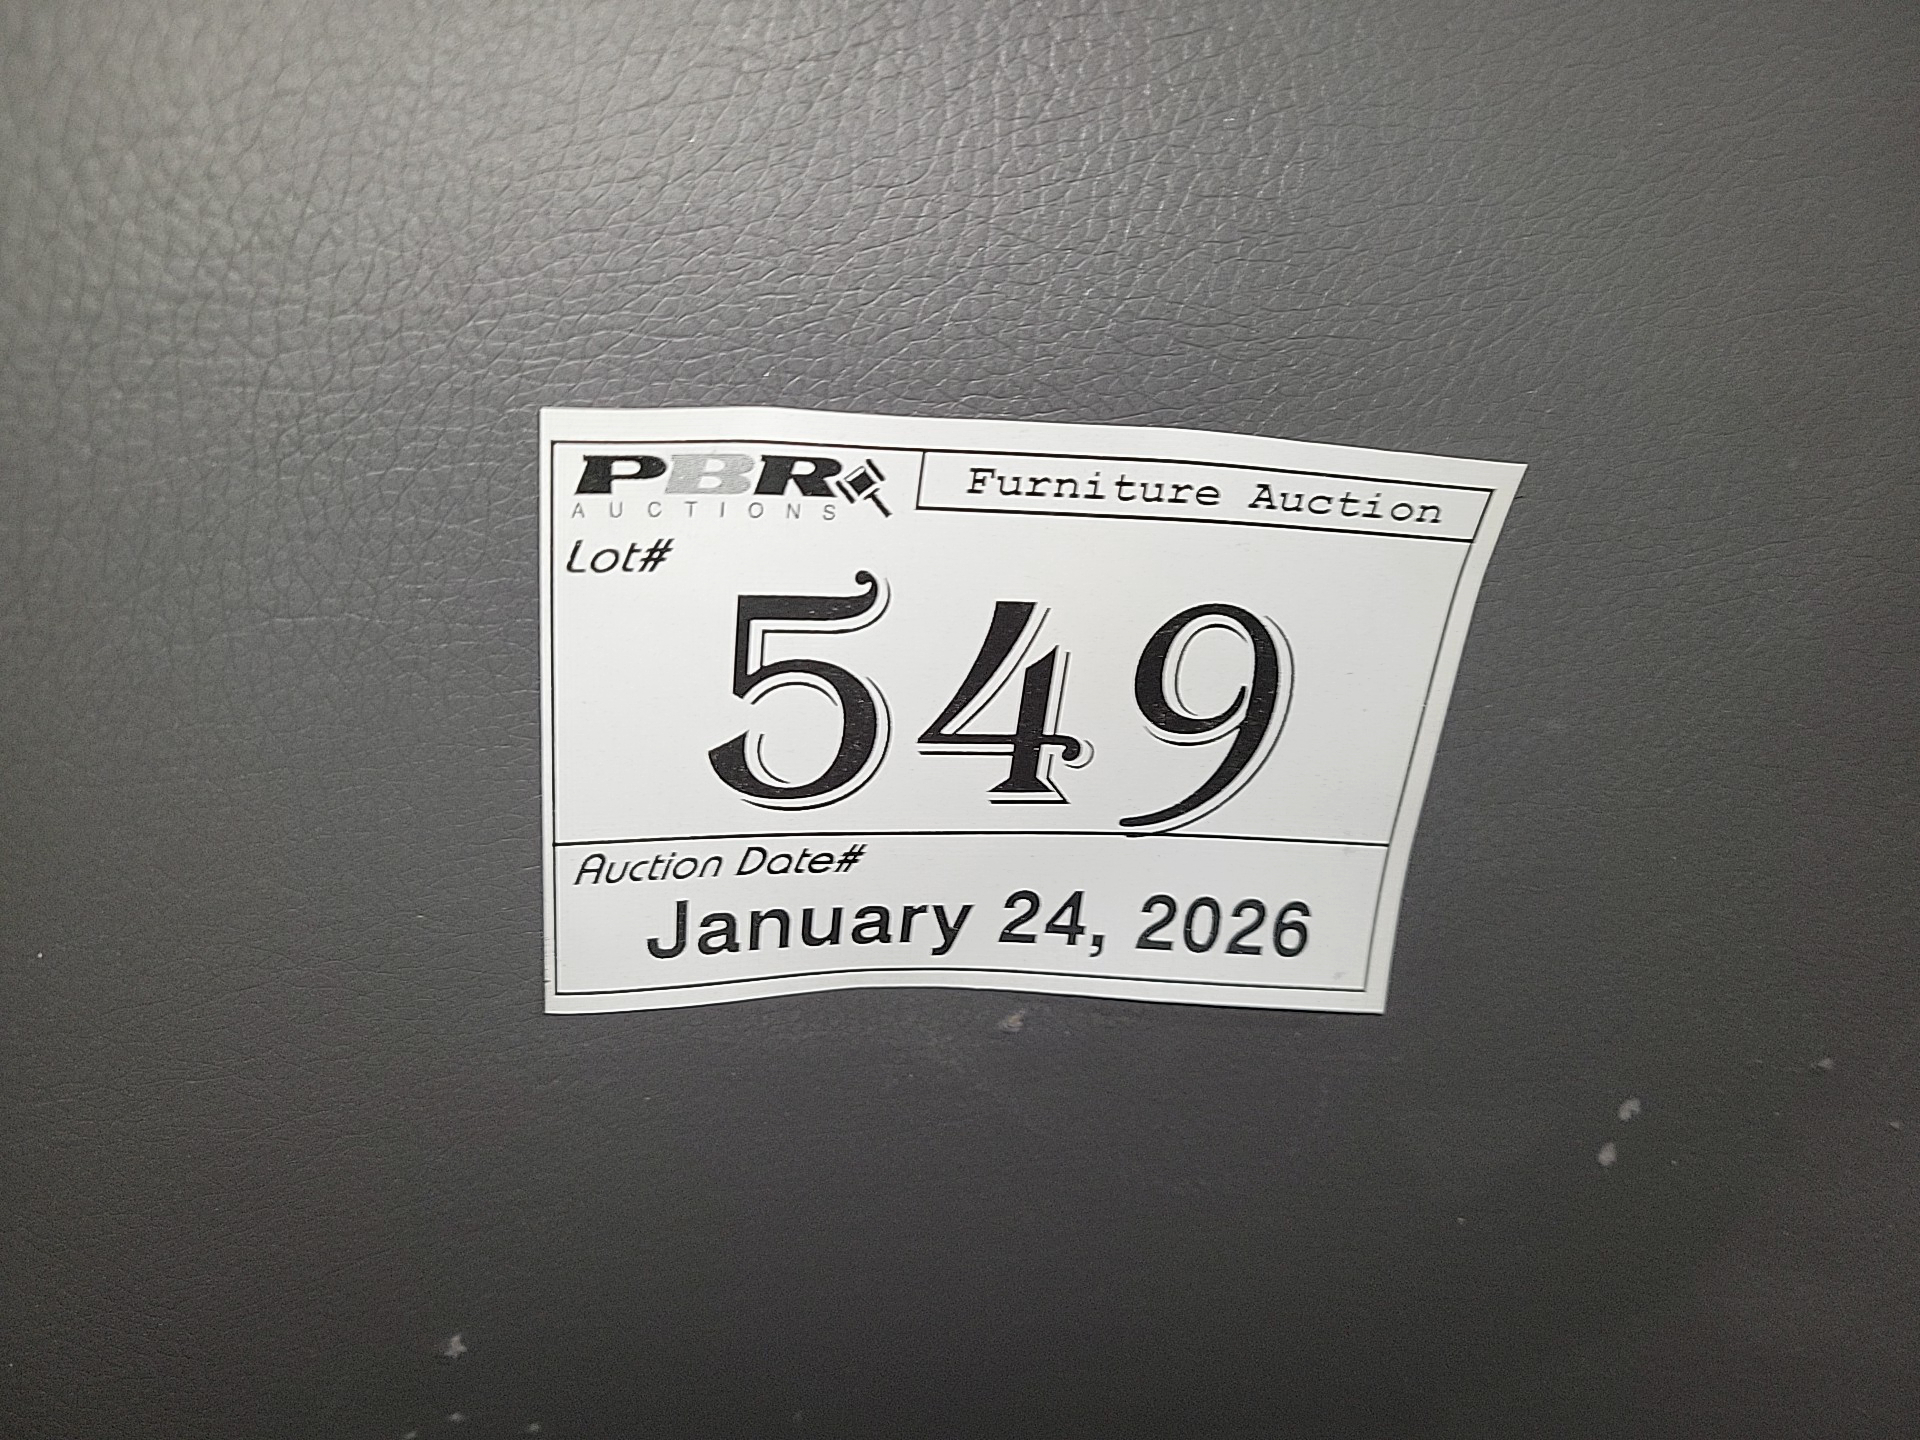 PBR
AUCTIONS
Furniture Auction
Lot#
549
Auction Date#
January 24, 2026